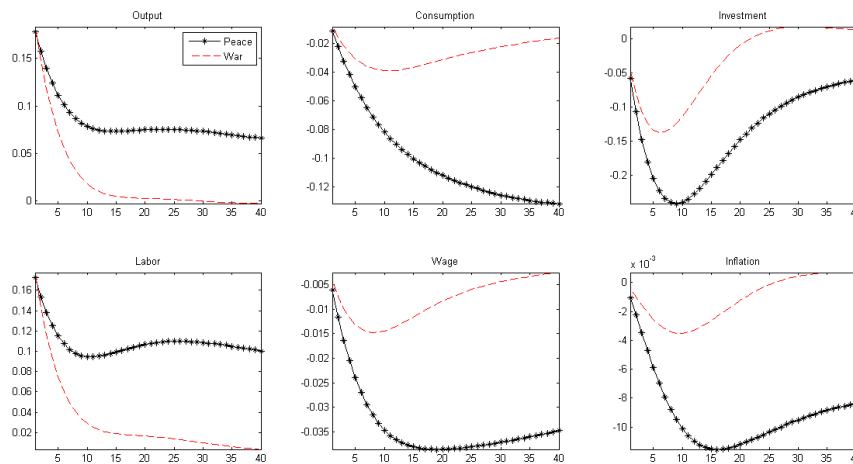 Output
0.15
0.1
0.05
0
5 10 15 20 25 30 35 40
Peace
War
Consumption
-0.02
-0.04
-0.06
-0.08
-0.1
-0.12
5 10 15 20 25 30 35 40
Investment
0
-0.05
-0.1
-0.15
-0.2
5 10 15 20 25 30 35 40
Labor
0.16
0.14
0.12
0.1
0.08
0.06
0.04
0.02
5 10 15 20 25 30 35 40
Wage
-0.005
-0.015
-0.025
-0.035
5 10 15 20 25 30 35 40
Inflation
x 10⁻³
0
-2
-4
-6
-8
-10
5 10 15 20 25 30 35 40